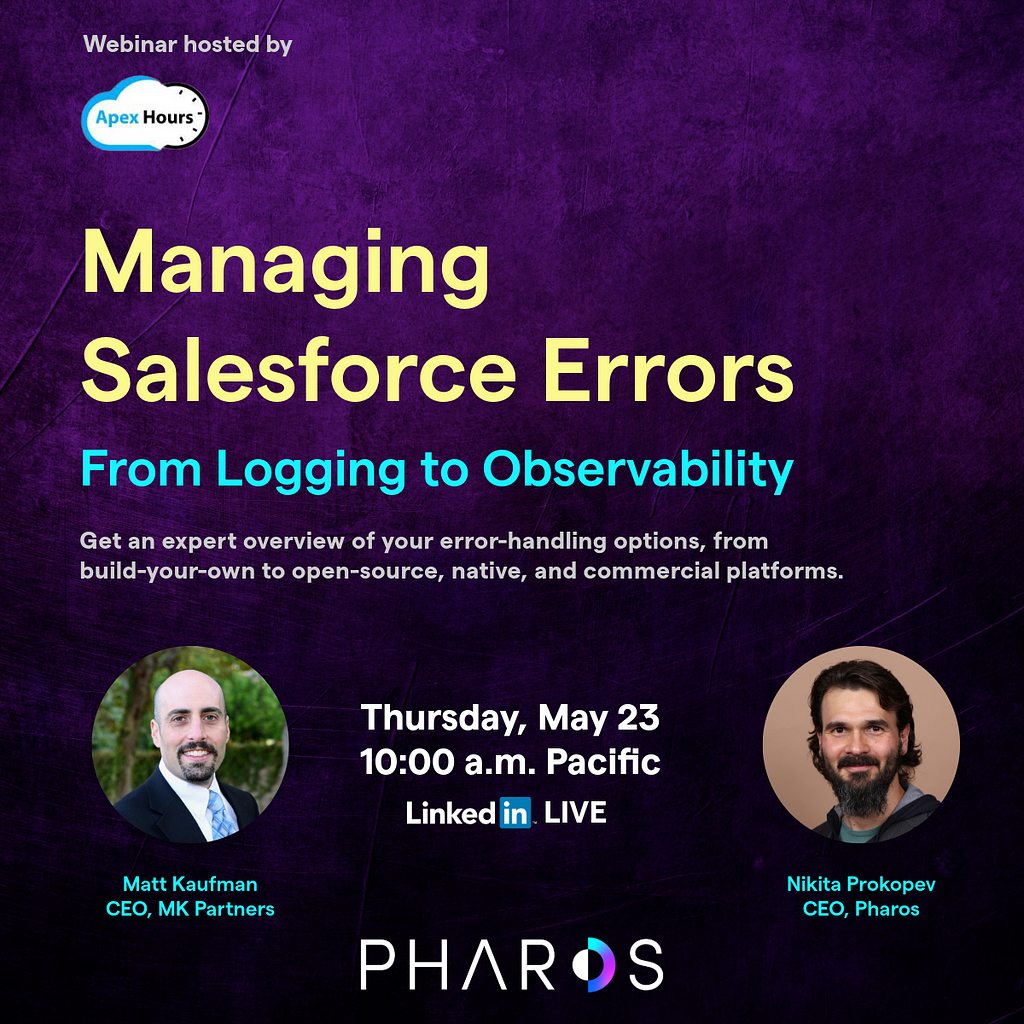 Webinar hosted by
Apex Hours
Managing
Salesforce Errors
From Logging to Observability
Get an expert overview of your error-handling options, from
build-your-own to open-source, native, and commercial platforms.
Thursday, May 23
10:00 a.m. Pacific
Linked in LIVE
Matt Kaufman
CEO, MK Partners
Nikita Prokopev
CEO, Pharos
PHAROS